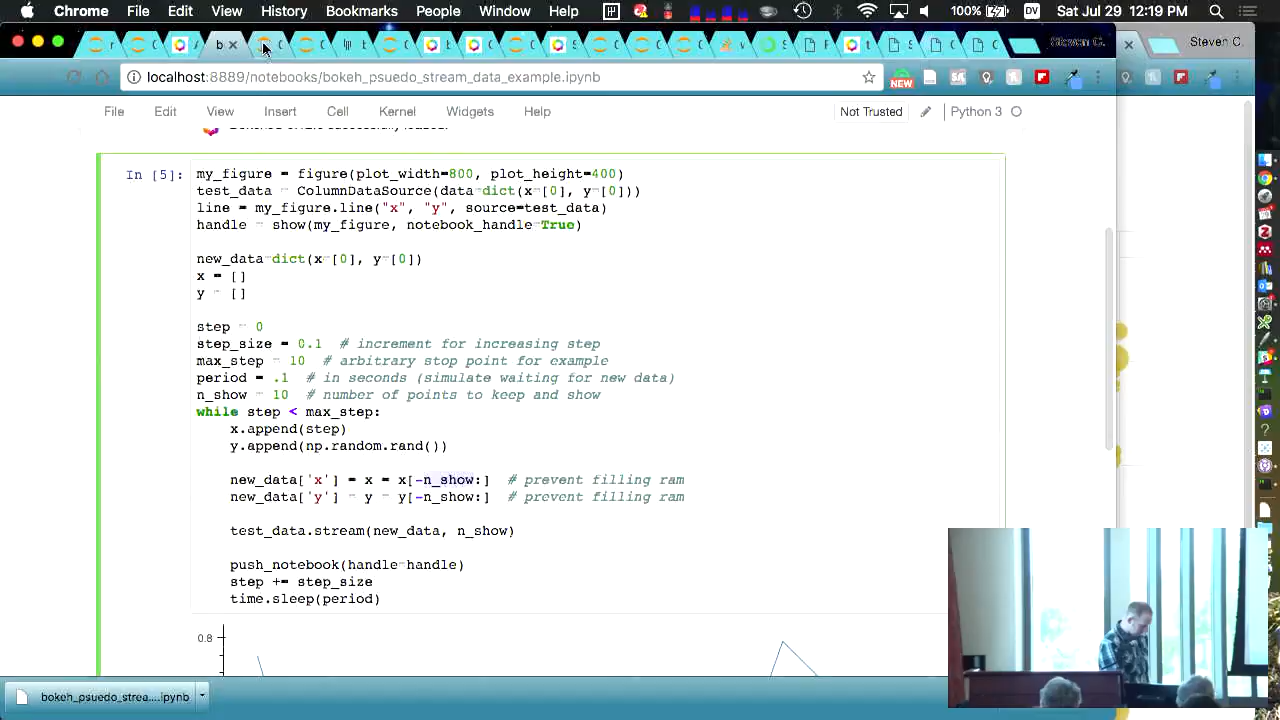 Chrome File Edit View History Bookmarks People Window Help 100% DV Sat Jul 29 12:19 PM
b Steven C. Steven C.
localhost:8889/notebooks/bokeh_psuedo_stream_data_example.ipynb NEW
File Edit View Insert Cell Kernel Widgets Help Not Trusted Python 3
In [5]:
my_figure = figure(plot_width=800, plot_height=400)
test_data = ColumnDataSource(data=dict(x=[0], y=[0]))
line = my_figure.line("x", "y", source=test_data)
handle = show(my_figure, notebook_handle=True)
new_data=dict(x=[0], y=[0])
x = []
y = []
step = 0
step_size = 0.1 # increment for increasing step
max_step = 10 # arbitrary stop point for example
period = .1 # in seconds (simulate waiting for new data)
n_show = 10 # number of points to keep and show
while step < max_step:
x.append(step)
y.append(np.random.rand())
new_data['x'] = x = x[-n_show:] # prevent filling ram
new_data['y'] = y = y[-n_show:] # prevent filling ram
test_data.stream(new_data, n_show)
push_notebook(handle=handle)
step += step_size
time.sleep(period)
0.8
bokeh_psuedo_strea....ipynb